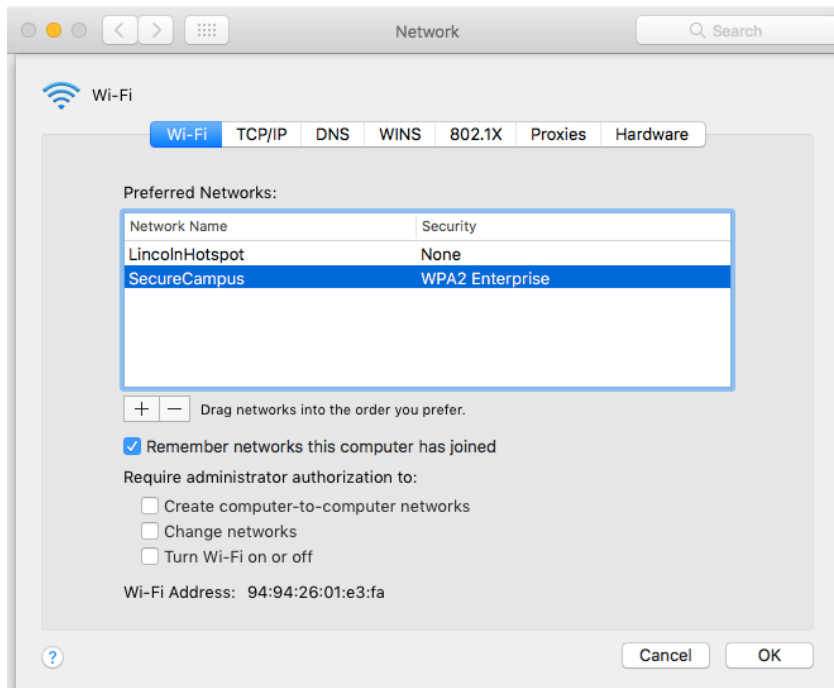 Network
Search
Wi-Fi
Wi-Fi TCP/IP DNS WINS 802.1X Proxies Hardware
Preferred Networks:
Network Name Security
LincolnHotspot None
SecureCampus WPA2 Enterprise
+ − Drag networks into the order you prefer.
Remember networks this computer has joined
Require administrator authorization to:
Create computer-to-computer networks
Change networks
Turn Wi-Fi on or off
Wi-Fi Address: 94:94:26:01:e3:fa
? Cancel OK